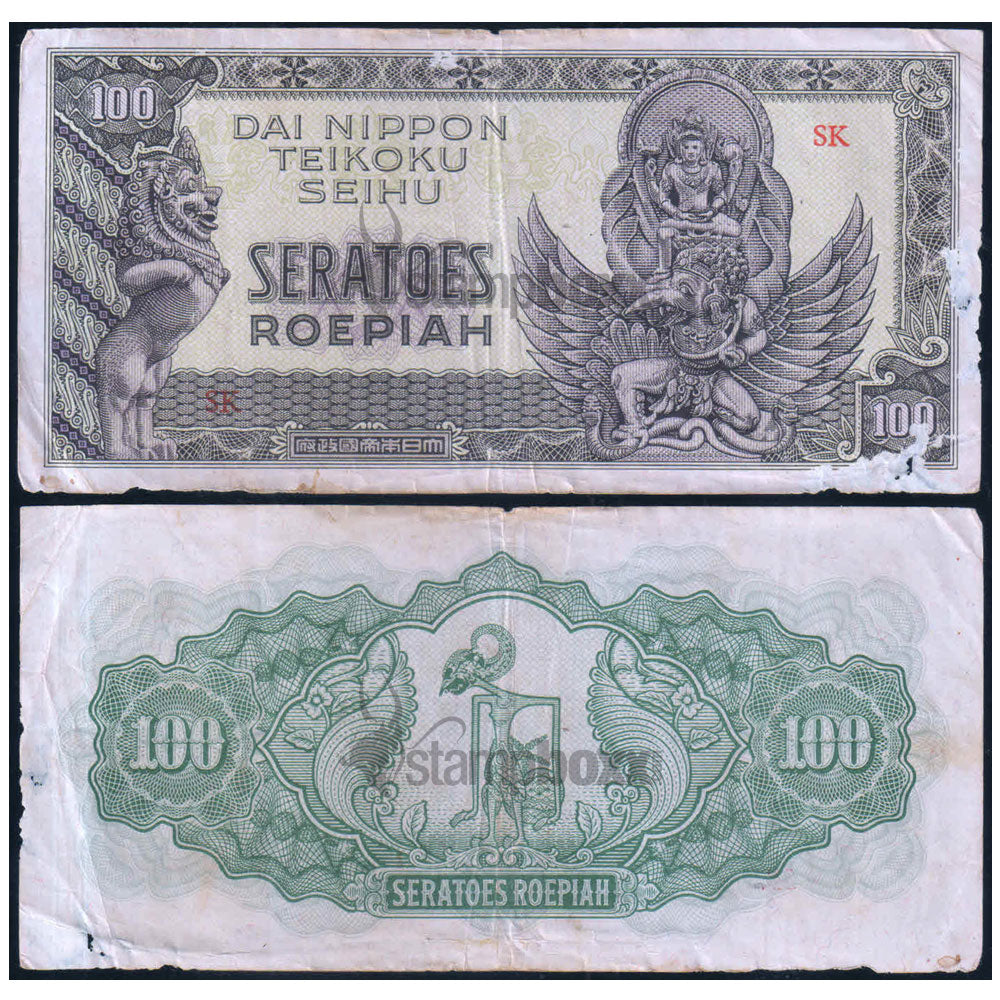 100
DAI NIPPON
TEIKOKU
SEIHU
SK
SERATOES
ROEPIAH
SK
100
大日本帝國政府
100
100
SERATOES ROEPIAH